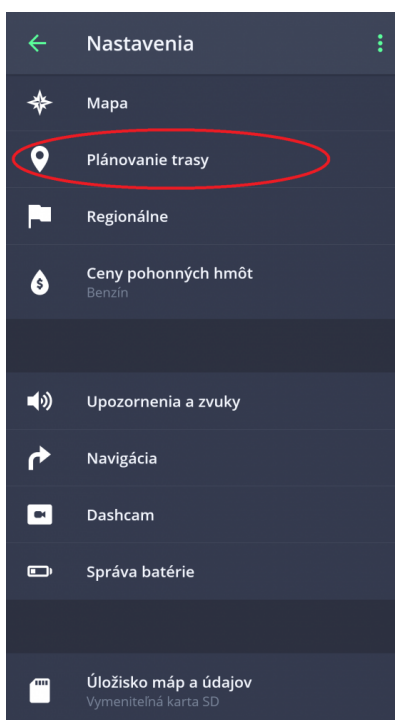 Nastavenia
Mapa
Plánovanie trasy
Regionálne
Ceny pohonných hmôt
Benzín
Upozornenia a zvuky
Navigácia
Dashcam
Správa batérie
Úložisko máp a údajov
Vymeniteľná karta SD